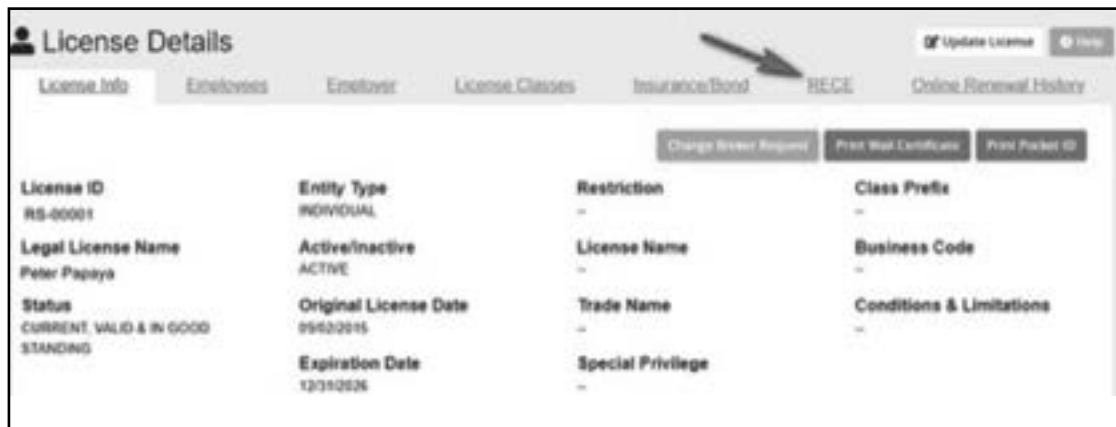 License Details
Update License
Help
License Info Employees Employer License Classes Insurance/Bond RECE Online Renewal History
Change Broker Request Print Wall Certificate Print Pocket ID
License ID Entity Type Restriction Class Prefix
RS-00001 INDIVIDUAL -- --
Legal License Name Active/Inactive License Name Business Code
Peter Papaya ACTIVE -- --
Status Original License Date Trade Name Conditions & Limitations
CURRENT, VALID & IN GOOD 05/02/2015 -- --
STANDING
Expiration Date Special Privilege
12/31/2026 --